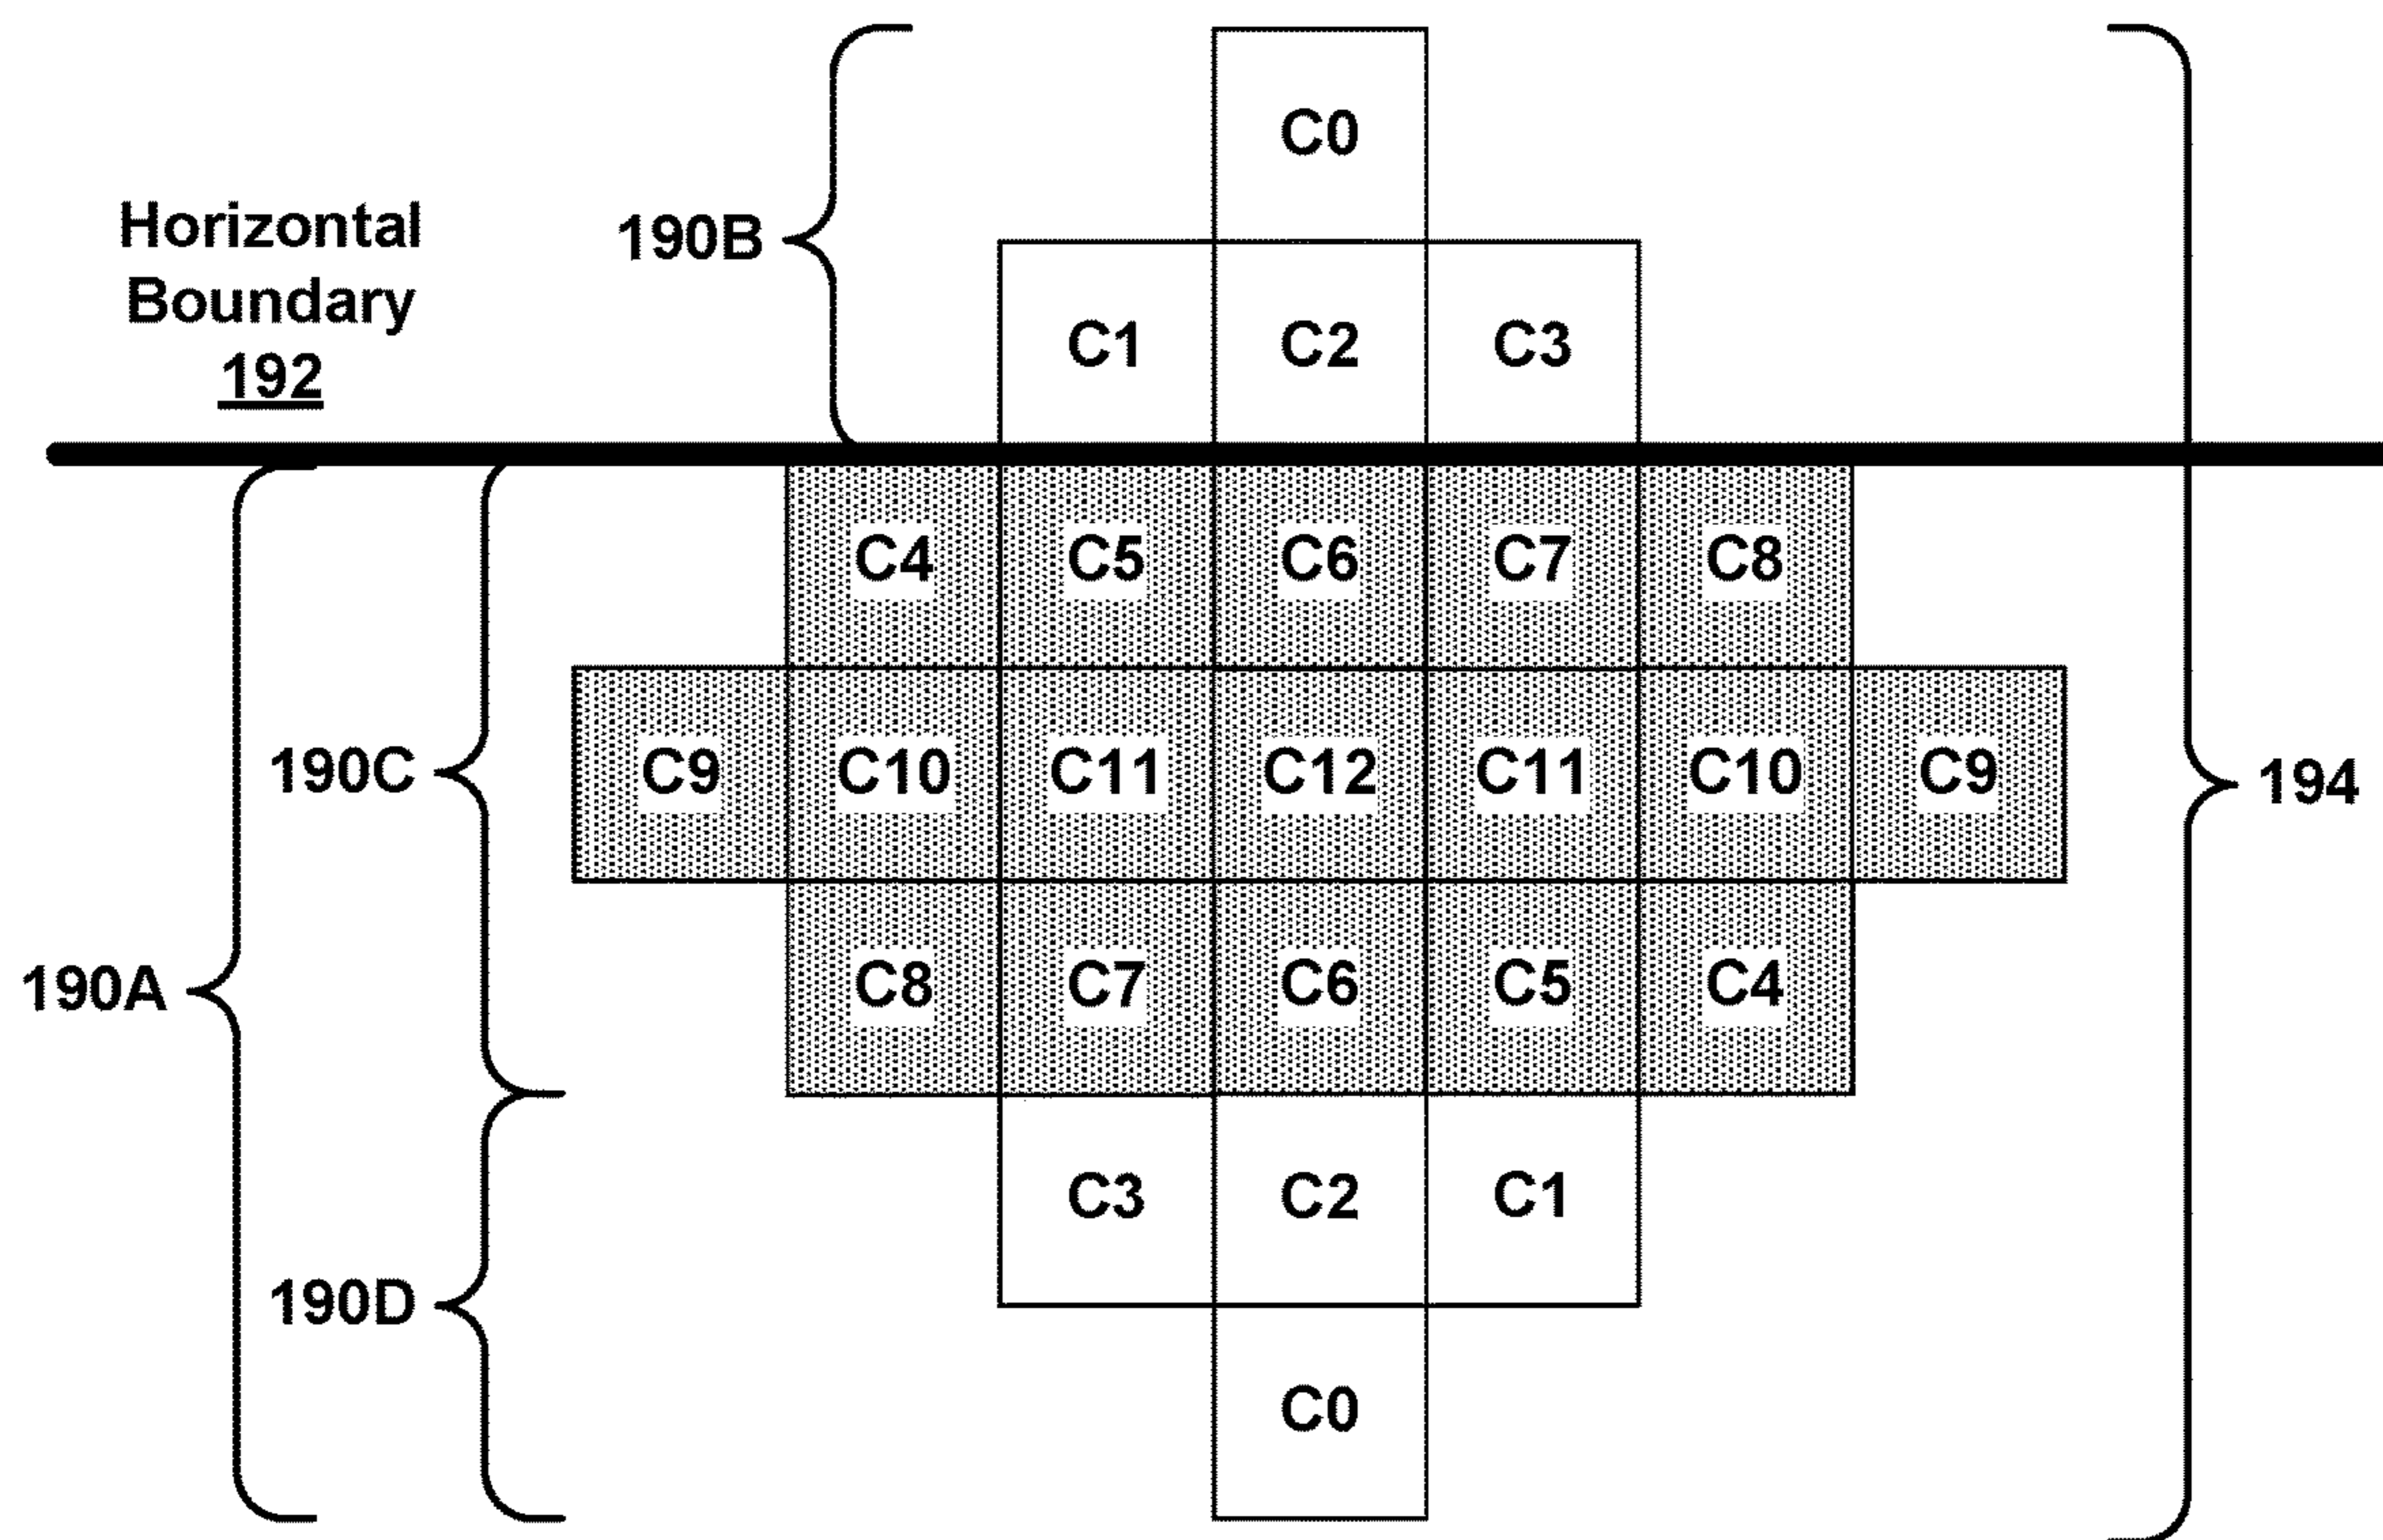 C0
Horizontal
Boundary
192
190B
C1 C2 C3
C4 C5 C6 C7 C8
190C
C9 C10 C11 C12 C11 C10 C9
194
190A
C8 C7 C6 C5 C4
C3 C2 C1
190D
C0